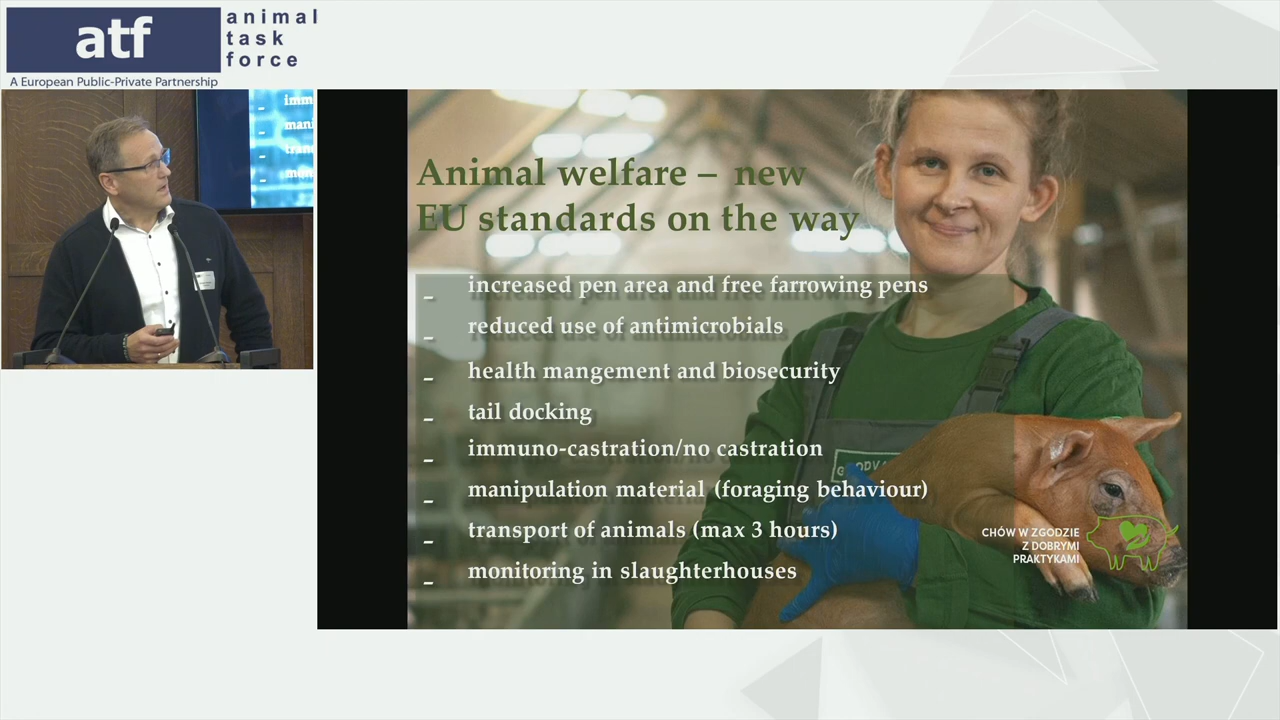 atf
animal
task
force
A European Public-Private Partnership
Animal welfare – new
EU standards on the way
– increased pen area and free farrowing pens
– reduced use of antimicrobials
– health mangement and biosecurity
– tail docking
– immuno-castration/no castration
– manipulation material (foraging behaviour)
– transport of animals (max 3 hours)
– monitoring in slaughterhouses
CHÓW W ZGODZIE
Z DOBRYMI
PRAKTYKAMI